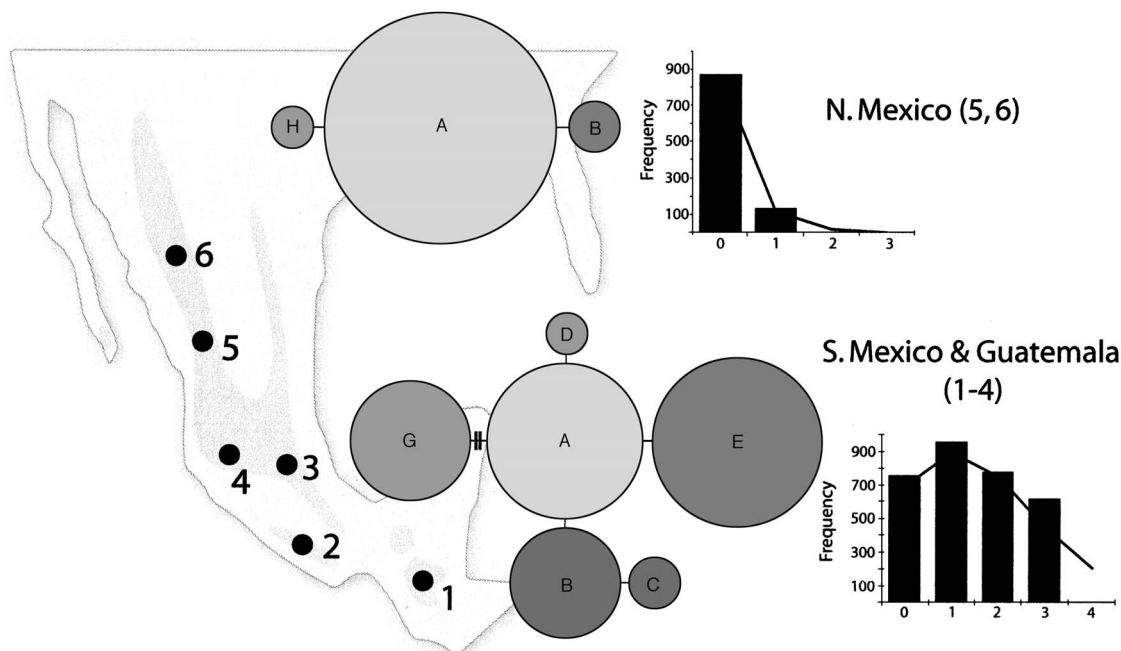 H
A
B
Frequency
900
700
500
300
100
0 1 2 3
N. Mexico (5, 6)
6
5
4
3
2
1
D
G
A
E
B
C
S. Mexico & Guatemala
(1-4)
Frequency
900
700
500
300
100
0 1 2 3 4